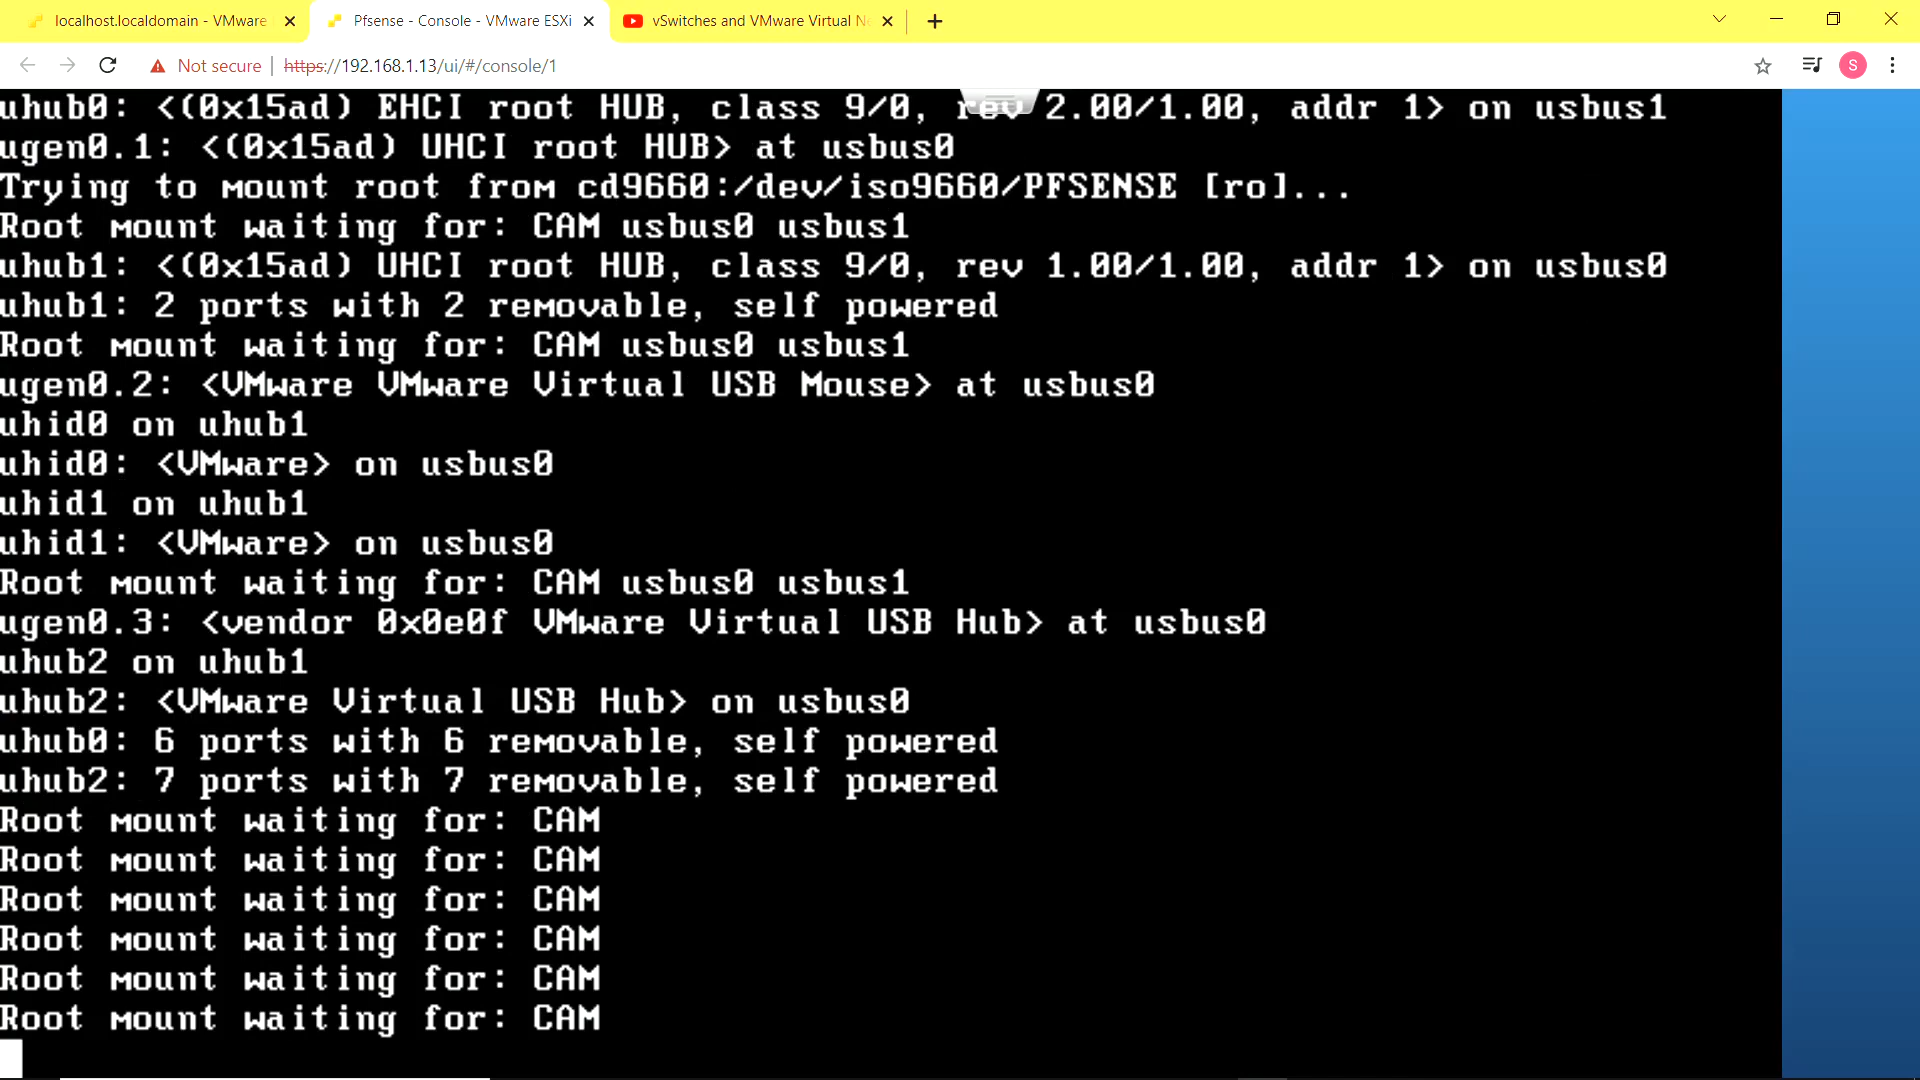 localhost.localdomain - VMware
Pfsense - Console - VMware ESXi
vSwitches and VMware Virtual Ne
Not secure
https://192.168.1.13/ui/#/console/1
S
uhub0: <(0x15ad) EHCI root HUB, class 9/0, rev 2.00/1.00, addr 1> on usbus1
ugen0.1: <(0x15ad) UHCI root HUB> at usbus0
Trying to mount root from cd9660:/dev/iso9660/PFSENSE [ro]...
Root mount waiting for: CAM usbus0 usbus1
uhub1: <(0x15ad) UHCI root HUB, class 9/0, rev 1.00/1.00, addr 1> on usbus0
uhub1: 2 ports with 2 removable, self powered
Root mount waiting for: CAM usbus0 usbus1
ugen0.2: <VMware VMware Virtual USB Mouse> at usbus0
uhid0 on uhub1
uhid0: <VMware> on usbus0
uhid1 on uhub1
uhid1: <VMware> on usbus0
Root mount waiting for: CAM usbus0 usbus1
ugen0.3: <vendor 0x0e0f VMware Virtual USB Hub> at usbus0
uhub2 on uhub1
uhub2: <VMware Virtual USB Hub> on usbus0
uhub0: 6 ports with 6 removable, self powered
uhub2: 7 ports with 7 removable, self powered
Root mount waiting for: CAM
Root mount waiting for: CAM
Root mount waiting for: CAM
Root mount waiting for: CAM
Root mount waiting for: CAM
Root mount waiting for: CAM